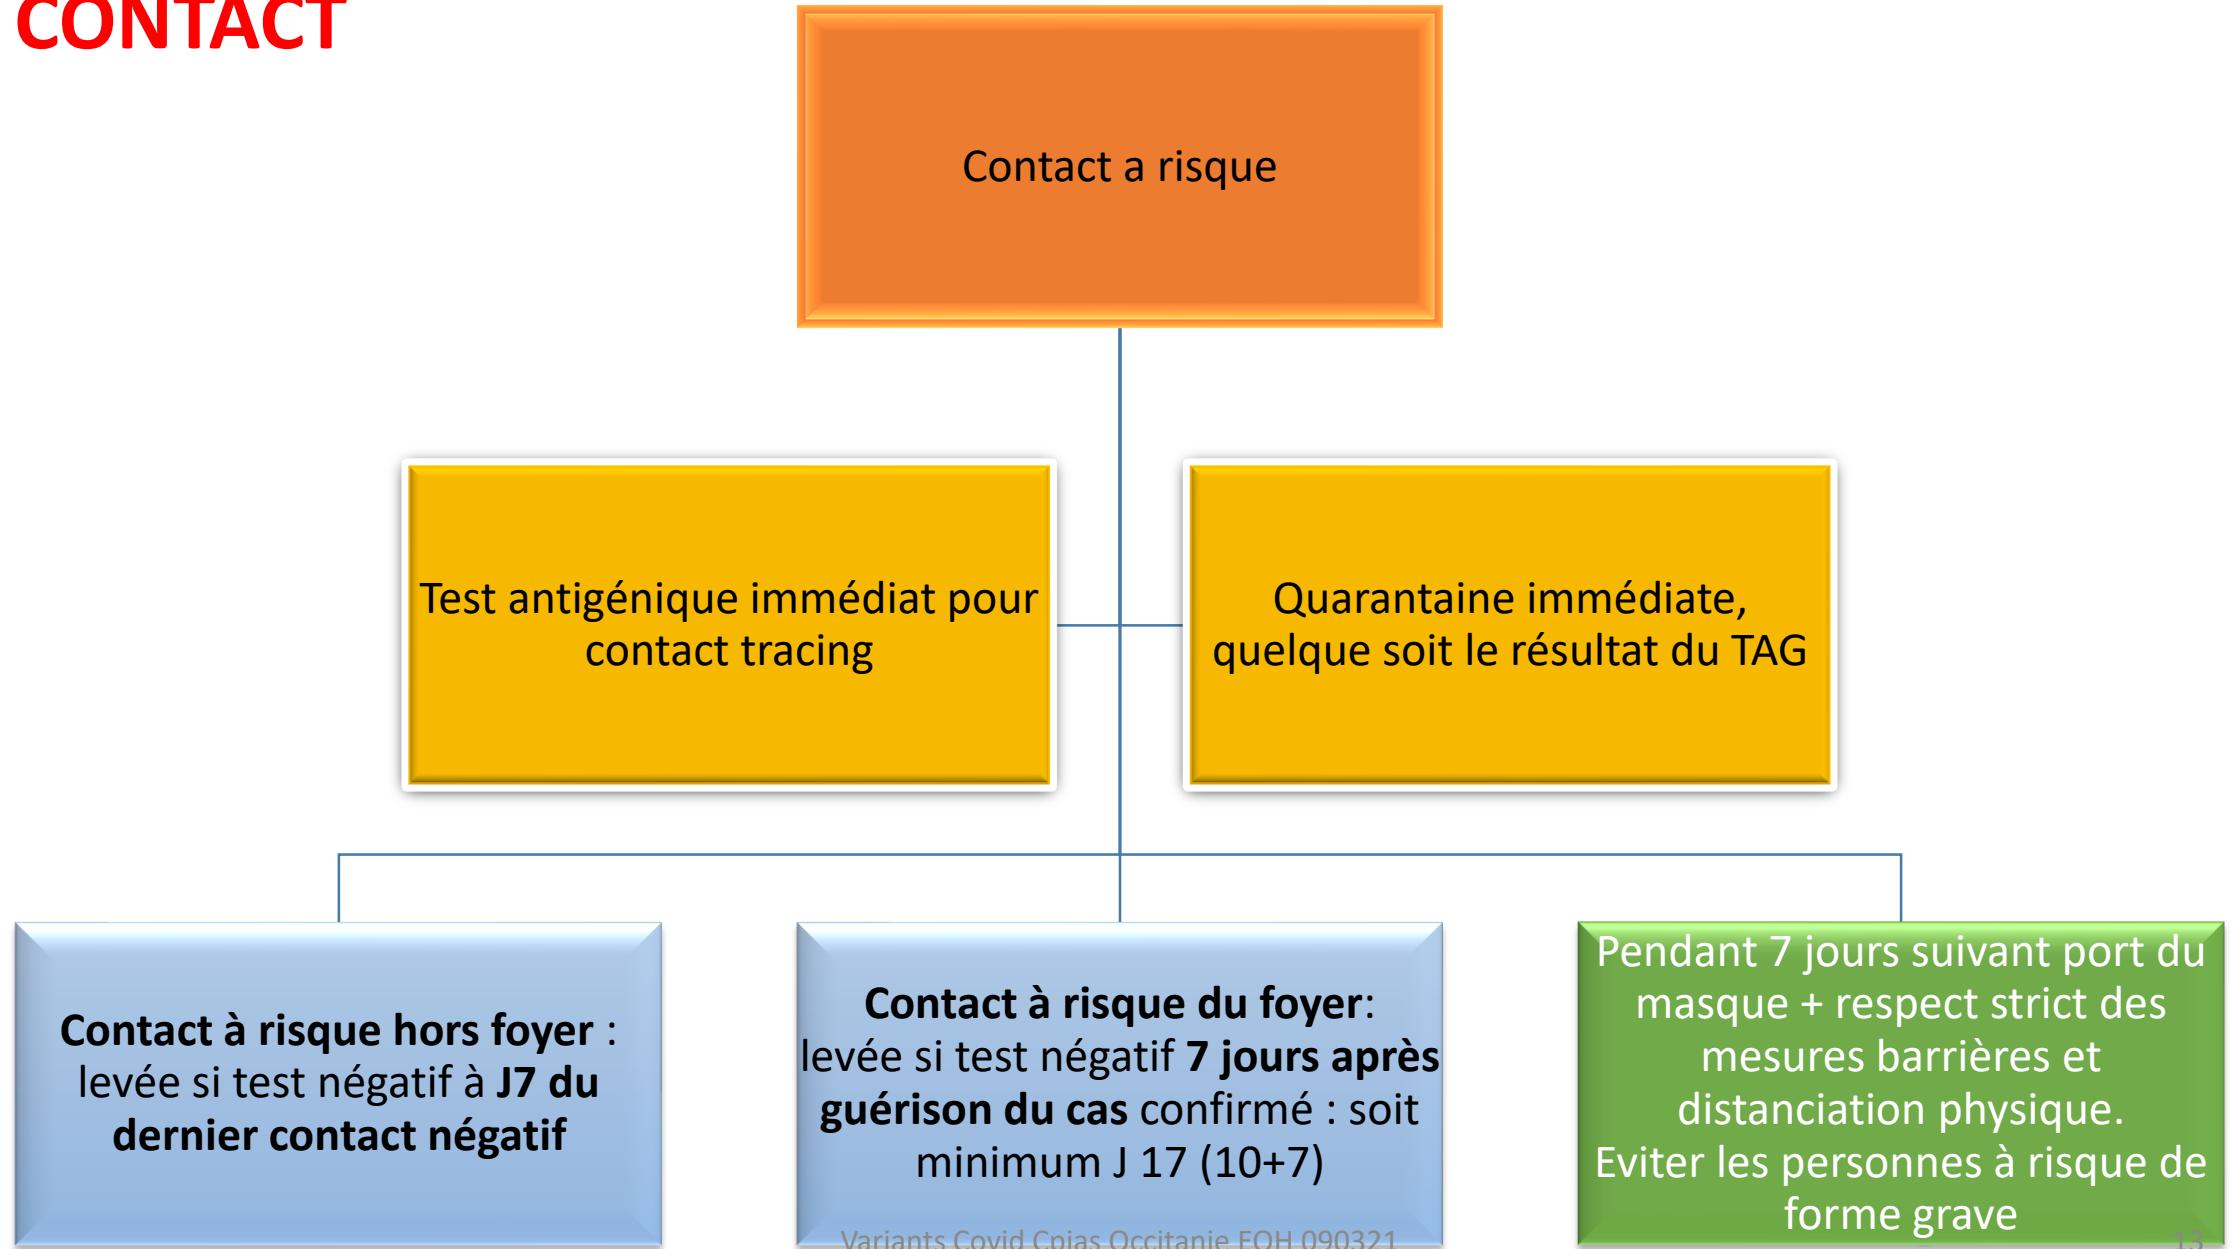 CONTACT
Contact a risque
Test antigénique immédiat pour
contact tracing
Quarantaine immédiate,
quelque soit le résultat du TAG
Contact à risque hors foyer :
levée si test négatif à J7 du
dernier contact négatif
Contact à risque du foyer:
levée si test négatif 7 jours après
guérison du cas confirmé : soit
minimum J 17 (10+7)
Pendant 7 jours suivant port du
masque + respect strict des
mesures barrières et
distanciation physique.
Eviter les personnes à risque de
forme grave
Variants Covid Cpias Occitanie EOH 090321
13